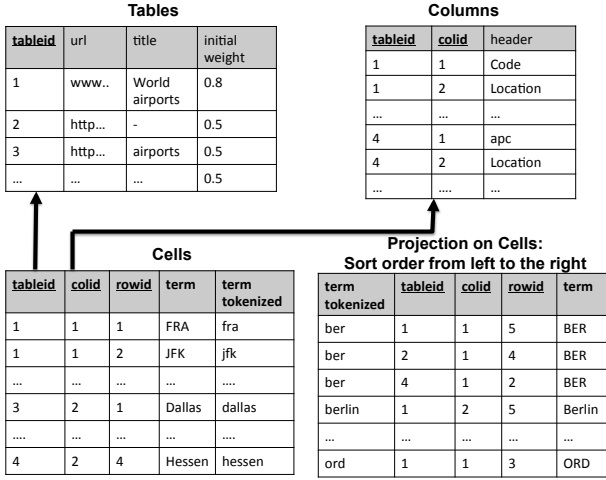 Tables
tableid url title initial weight
1 www.. World airports 0.8
2 http... - 0.5
3 http... airports 0.5
... ... ... 0.5
Columns
tableid colid header
1 1 Code
1 2 Location
... ... ...
4 1 apc
4 2 Location
... .... ...
Cells
tableid colid rowid term term tokenized
1 1 1 FRA fra
1 1 2 JFK jfk
... ... ... ... ....
3 2 1 Dallas dallas
.... ... ... ... ....
4 2 4 Hessen hessen
Projection on Cells:
Sort order from left to the right
term tokenized tableid colid rowid term
ber 1 1 5 BER
ber 2 1 4 BER
ber 4 1 2 BER
berlin 1 2 5 Berlin
... ... ... ... ...
ord 1 1 3 ORD